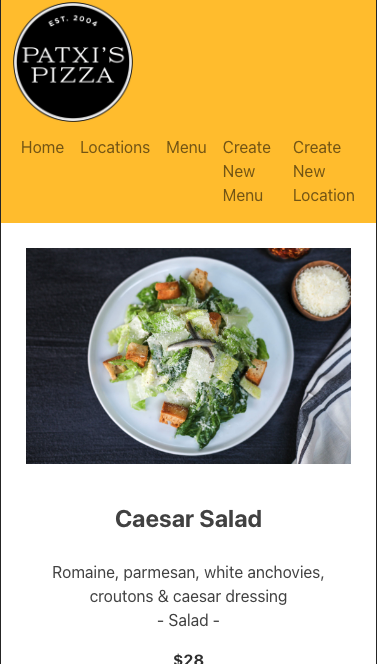 EST. 2004
PATXI'S
PIZZA
Home Locations Menu Create New Menu Create New Location
Caesar Salad
Romaine, parmesan, white anchovies,
croutons & caesar dressing
- Salad -
$28